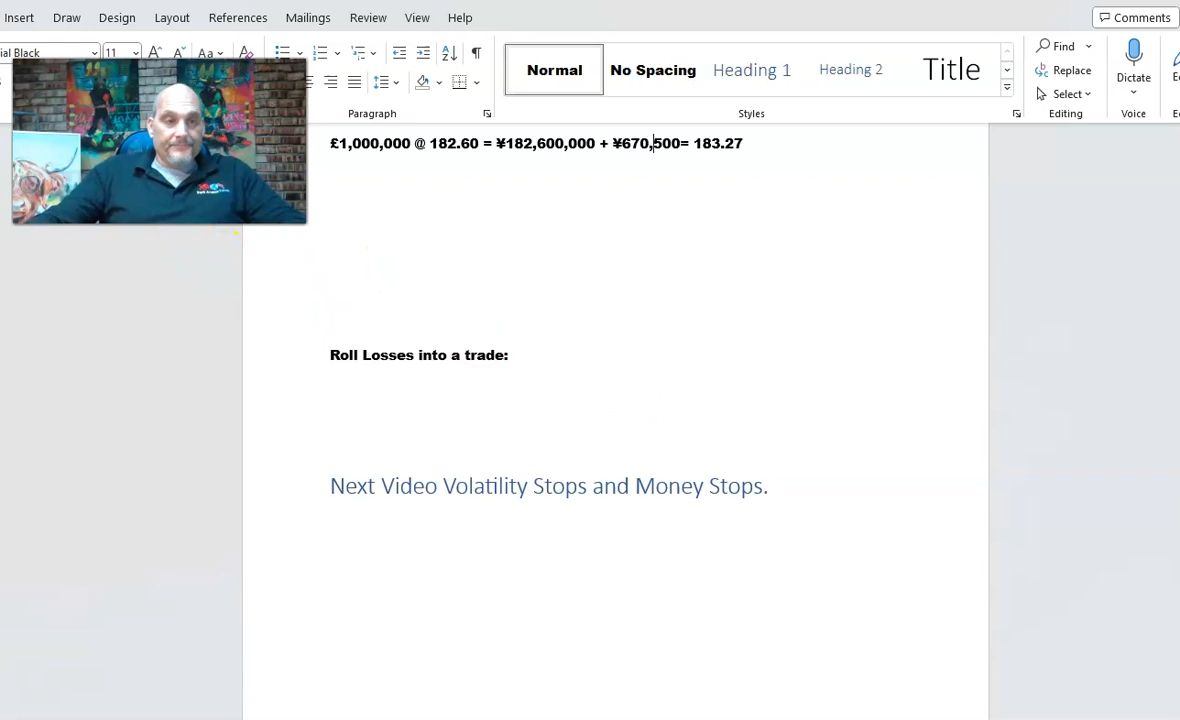 Insert Draw Design Layout References Mailings Review View Help Comments
ial Black 11 Aa Normal No Spacing Heading 1 Heading 2 Title Find Replace Select Dictate
Paragraph Styles Editing Voice
£1,000,000 @ 182.60 = ¥182,600,000 + ¥670,500= 183.27
Roll Losses into a trade:
Next Video Volatility Stops and Money Stops.